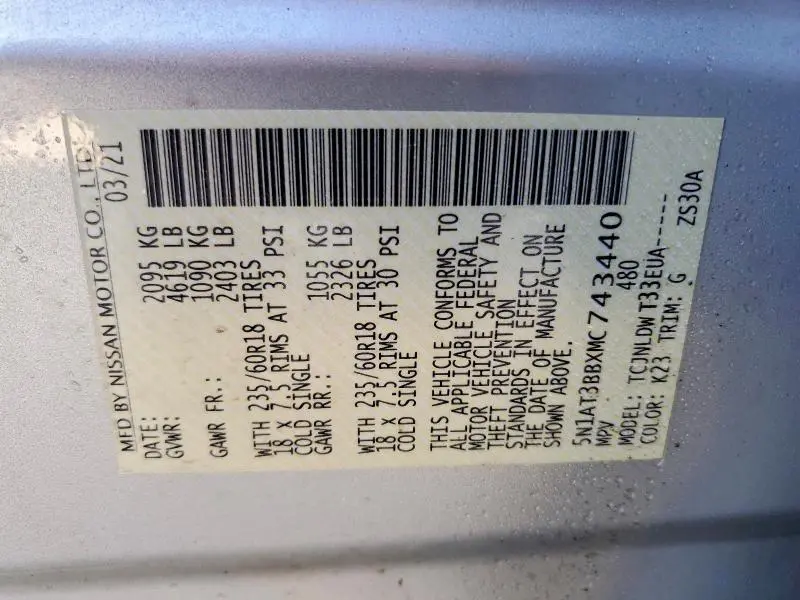 MFD BY NISSAN MOTOR CO., LTD.
DATE: 03/21
GVWR: 2095 KG
4619 LB
GAWR FR.: 1090 KG
2403 LB
WITH 235/60R18 TIRES
18 X 7.5 RIMS AT 33 PSI
COLD SINGLE
GAWR RR.: 1055 KG
2326 LB
WITH 235/60R18 TIRES
18 X 7.5 RIMS AT 30 PSI
COLD SINGLE
THIS VEHICLE CONFORMS TO
ALL APPLICABLE FEDERAL
MOTOR VEHICLE SAFETY AND
THEFT PREVENTION
STANDARDS IN EFFECT ON
THE DATE OF MANUFACTURE
SHOWN ABOVE.
5N1AT3BBXMC743440
MPV 480
MODEL: TCJNLDWT33EUA-----
COLOR: K23 TRIM: G ZS30A